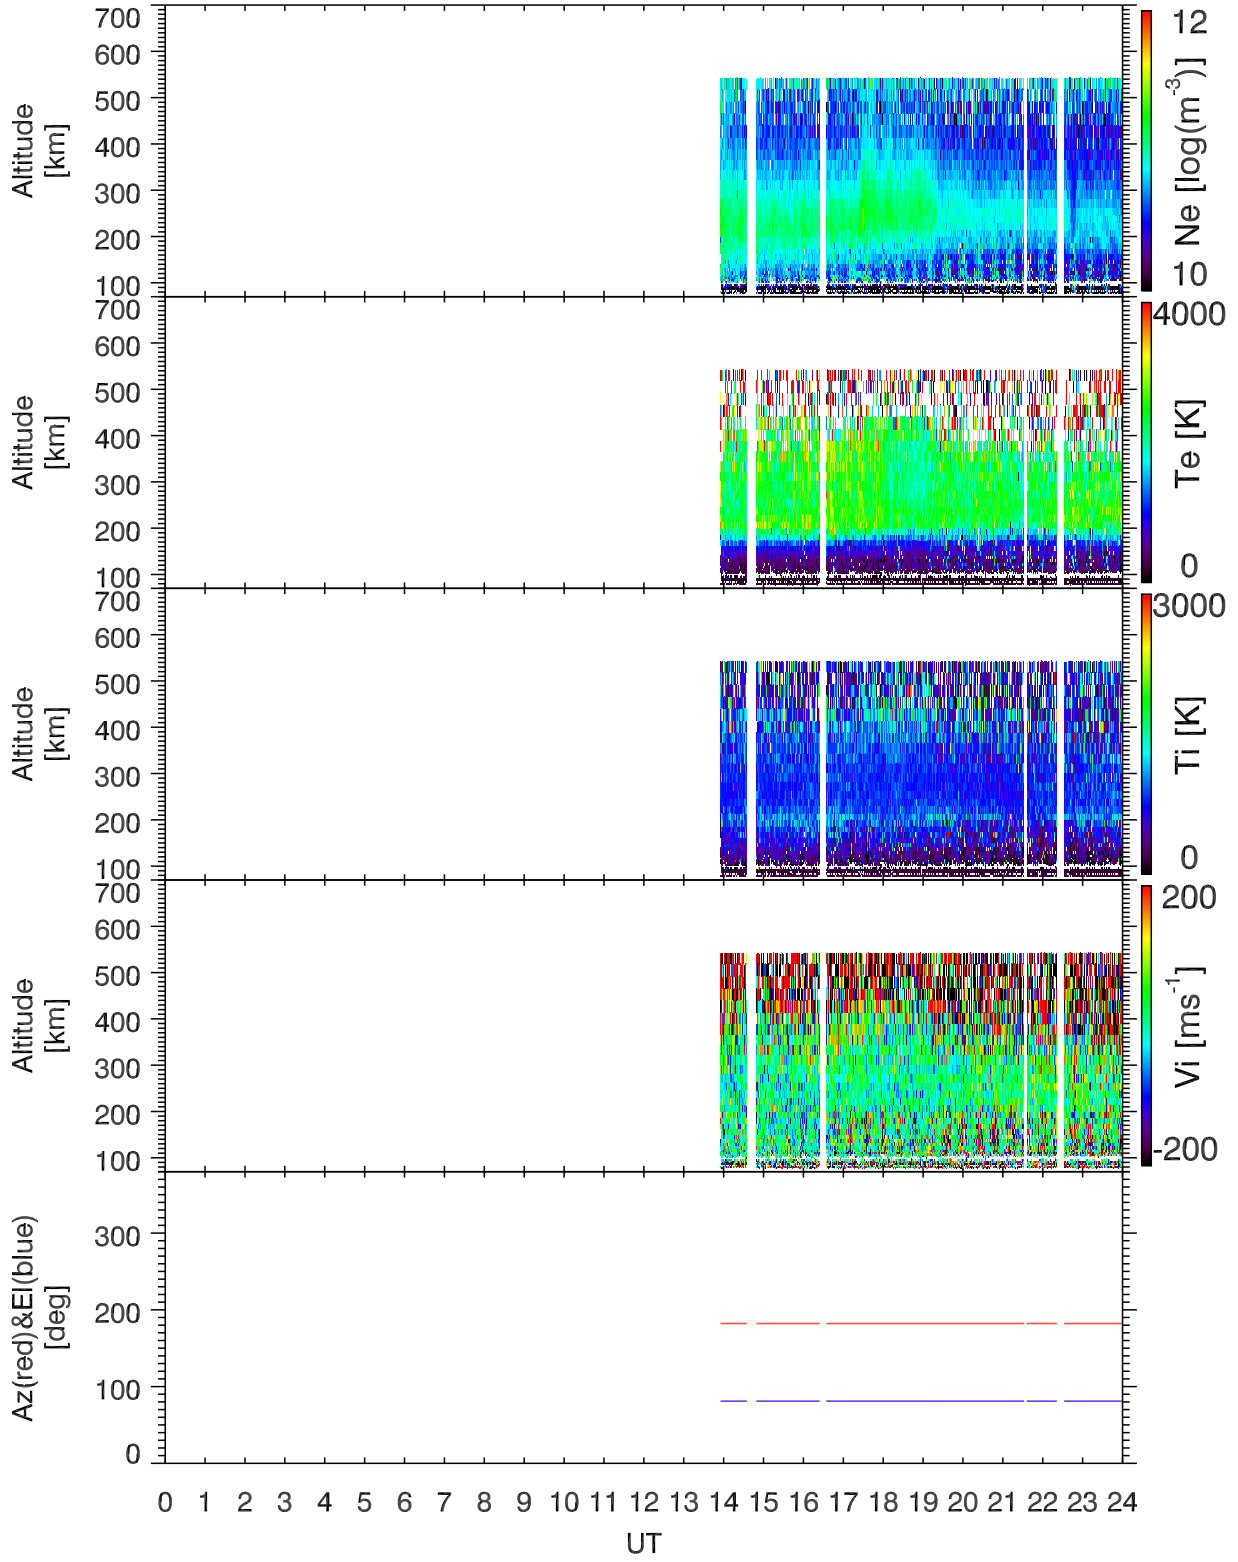 700
600
500
400
300
200
100
Altitude
[km]
12
Ne [log(m⁻³)]
10
700
600
500
400
300
200
100
Altitude
[km]
4000
Te [K]
0
700
600
500
400
300
200
100
Altitude
[km]
3000
Ti [K]
0
700
600
500
400
300
200
100
Altitude
[km]
200
Vi [ms⁻¹]
-200
300
200
100
0
Az(red)&El(blue)
[deg]
0 1 2 3 4 5 6 7 8 9 10 11 12 13 14 15 16 17 18 19 20 21 22 23 24
UT